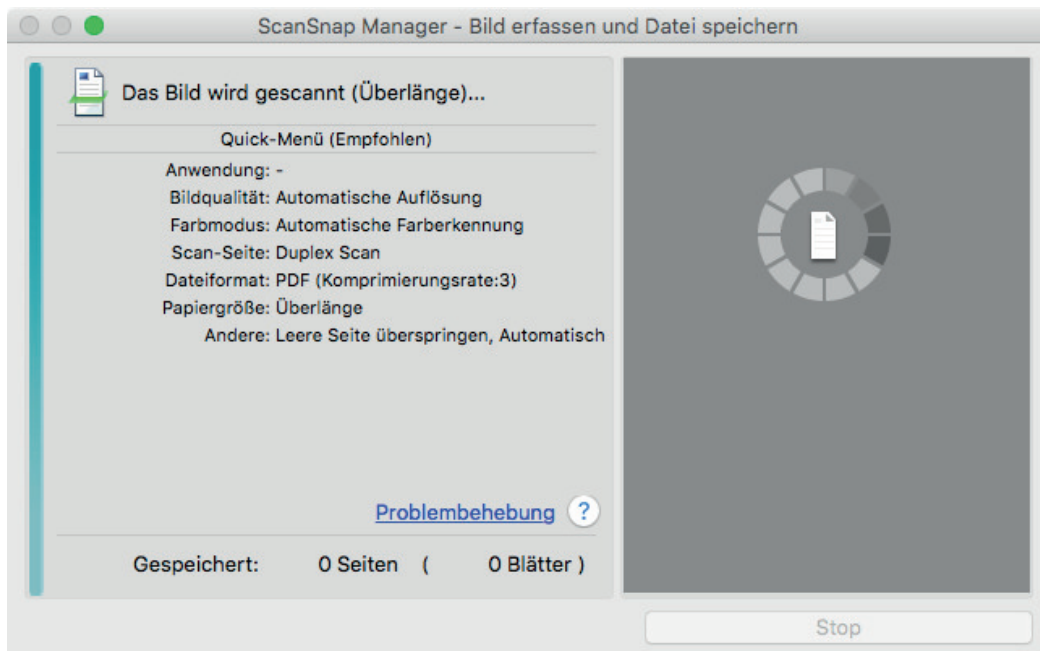 ScanSnap Manager - Bild erfassen und Datei speichern
Das Bild wird gescannt (Überlänge)...
Quick-Menü (Empfohlen)
Anwendung: -
Bildqualität: Automatische Auflösung
Farbmodus: Automatische Farberkennung
Scan-Seite: Duplex Scan
Dateiformat: PDF (Komprimierungsrate:3)
Papiergröße: Überlänge
Andere: Leere Seite überspringen, Automatisch
Problembehebung ?
Gespeichert: 0 Seiten ( 0 Blätter )
Stop